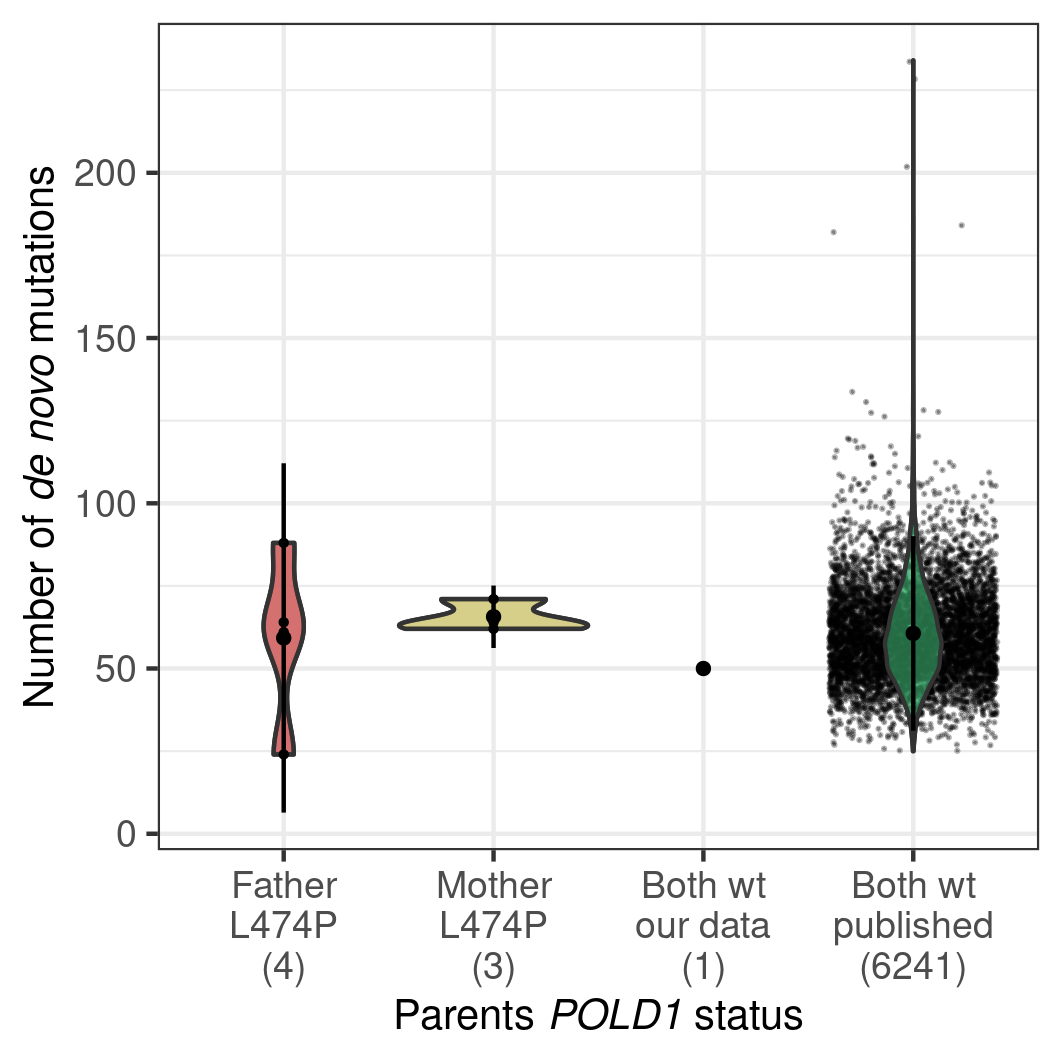 Number of de novo mutations
200
150
100
50
0
Father L474P (4)
Mother L474P (3)
Both wt our data (1)
Both wt published (6241)
Parents POLD1 status